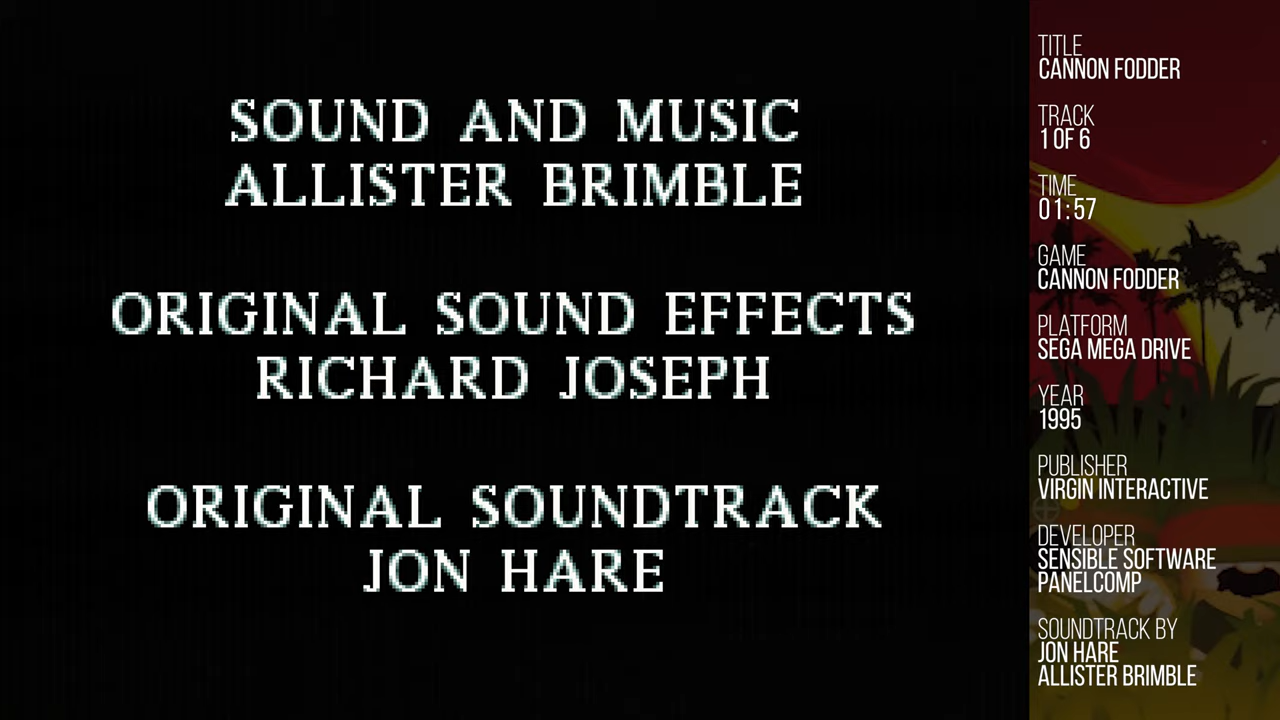 SOUND AND MUSIC
ALLISTER BRIMBLE
ORIGINAL SOUND EFFECTS
RICHARD JOSEPH
ORIGINAL SOUNDTRACK
JON HARE
TITLE
CANNON FODDER
TRACK
1 OF 6
TIME
01:57
GAME
CANNON FODDER
PLATFORM
SEGA MEGA DRIVE
YEAR
1995
PUBLISHER
VIRGIN INTERACTIVE
DEVELOPER
SENSIBLE SOFTWARE
PANELCOMP
SOUNDTRACK BY
JON HARE
ALLISTER BRIMBLE